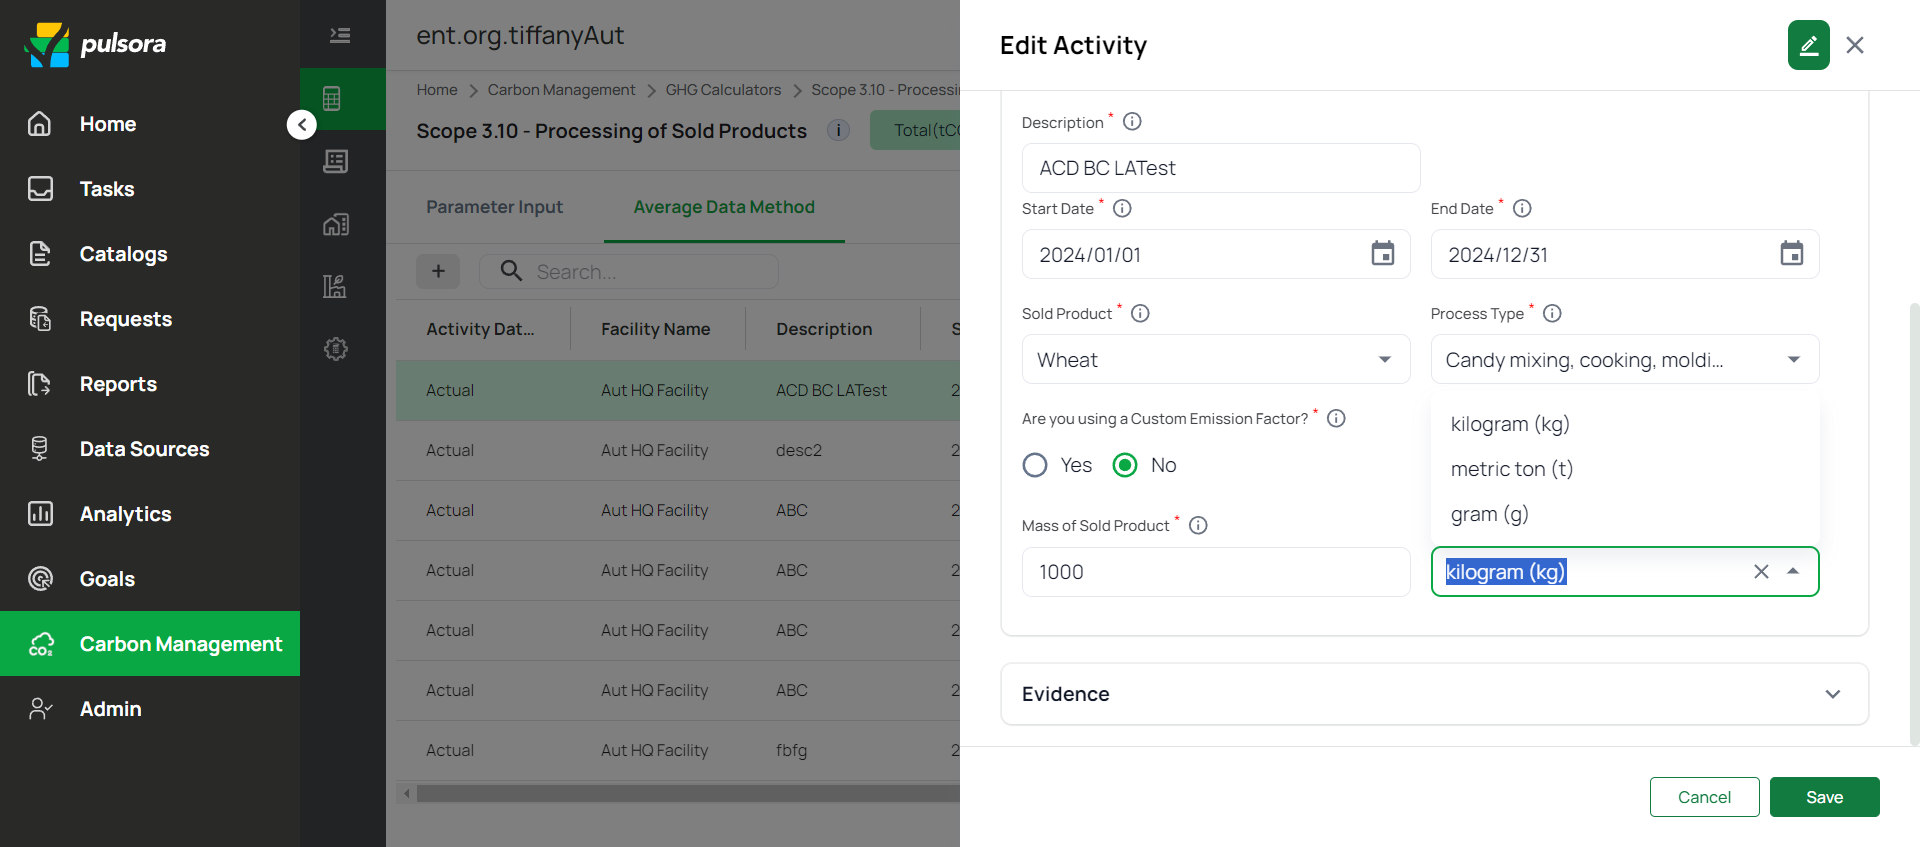 pulsora
Home
Tasks
Catalogs
Requests
Reports
Data Sources
Analytics
Goals
Carbon Management
Admin
ent.org.tiffanyAut
Home > Carbon Management > GHG Calculators > Scope 3.10 - Processi
Scope 3.10 - Processing of Sold Products
Total(tCO
Parameter Input
Average Data Method
Search...
Activity Dat... Facility Name Description S
Actual Aut HQ Facility ACD BC LATest 2
Actual Aut HQ Facility desc2 2
Actual Aut HQ Facility ABC 2
Actual Aut HQ Facility ABC 2
Actual Aut HQ Facility ABC 2
Actual Aut HQ Facility ABC 2
Actual Aut HQ Facility fbfg 2
Edit Activity
Description *
ACD BC LATest
Start Date *
2024/01/01
End Date *
2024/12/31
Sold Product *
Wheat
Process Type *
Candy mixing, cooking, moldi...
Are you using a Custom Emission Factor? *
Yes No
kilogram (kg)
metric ton (t)
gram (g)
Mass of Sold Product *
1000
kilogram (kg)
Evidence
Cancel
Save